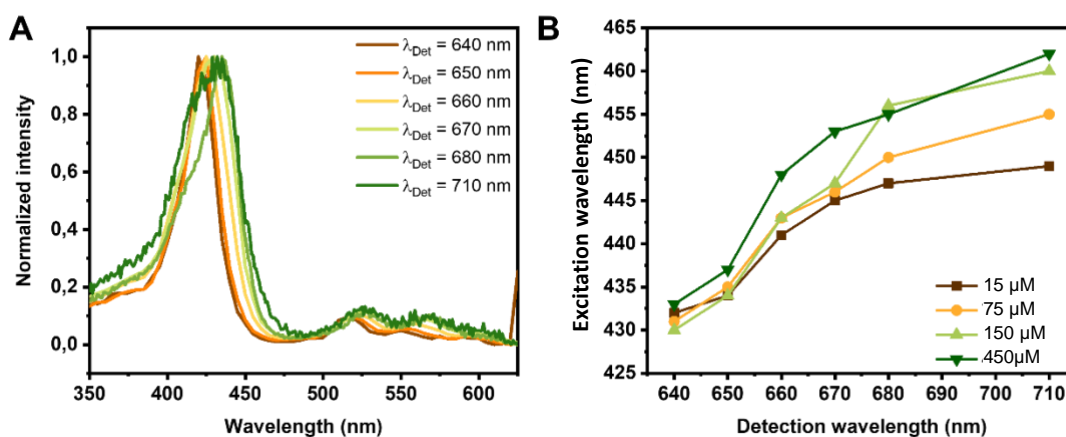 A
λDet = 640 nm
λDet = 650 nm
λDet = 660 nm
λDet = 670 nm
λDet = 680 nm
λDet = 710 nm
Normalized intensity
1,0
0,8
0,6
0,4
0,2
0,0
350 400 450 500 550 600
Wavelength (nm)
B
Excitation wavelength (nm)
465
460
455
450
445
440
435
430
425
15 µM
75 µM
150 µM
450µM
640 650 660 670 680 690 700 710
Detection wavelength (nm)